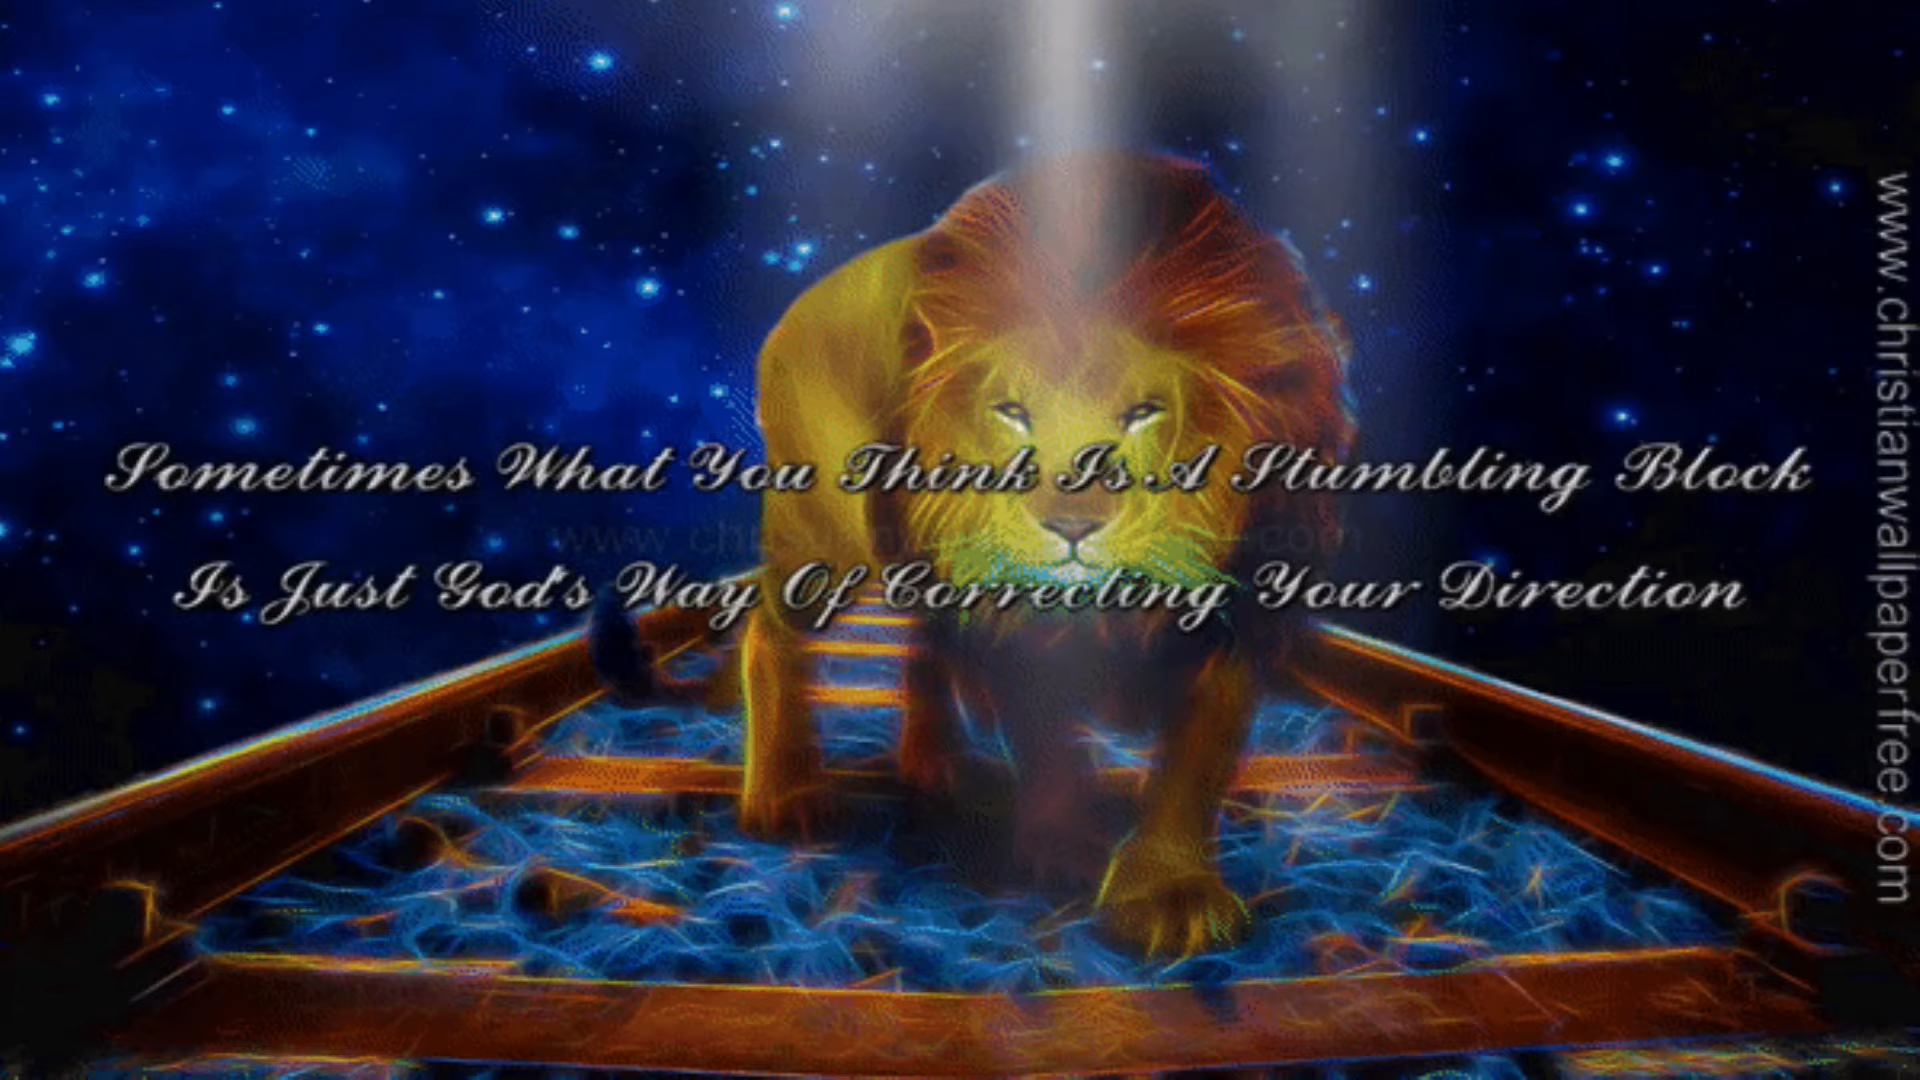 Sometimes What You Think Is A Stumbling Block
Is Just God's Way Of Correcting Your Direction
www.christianwallpaperfree.com